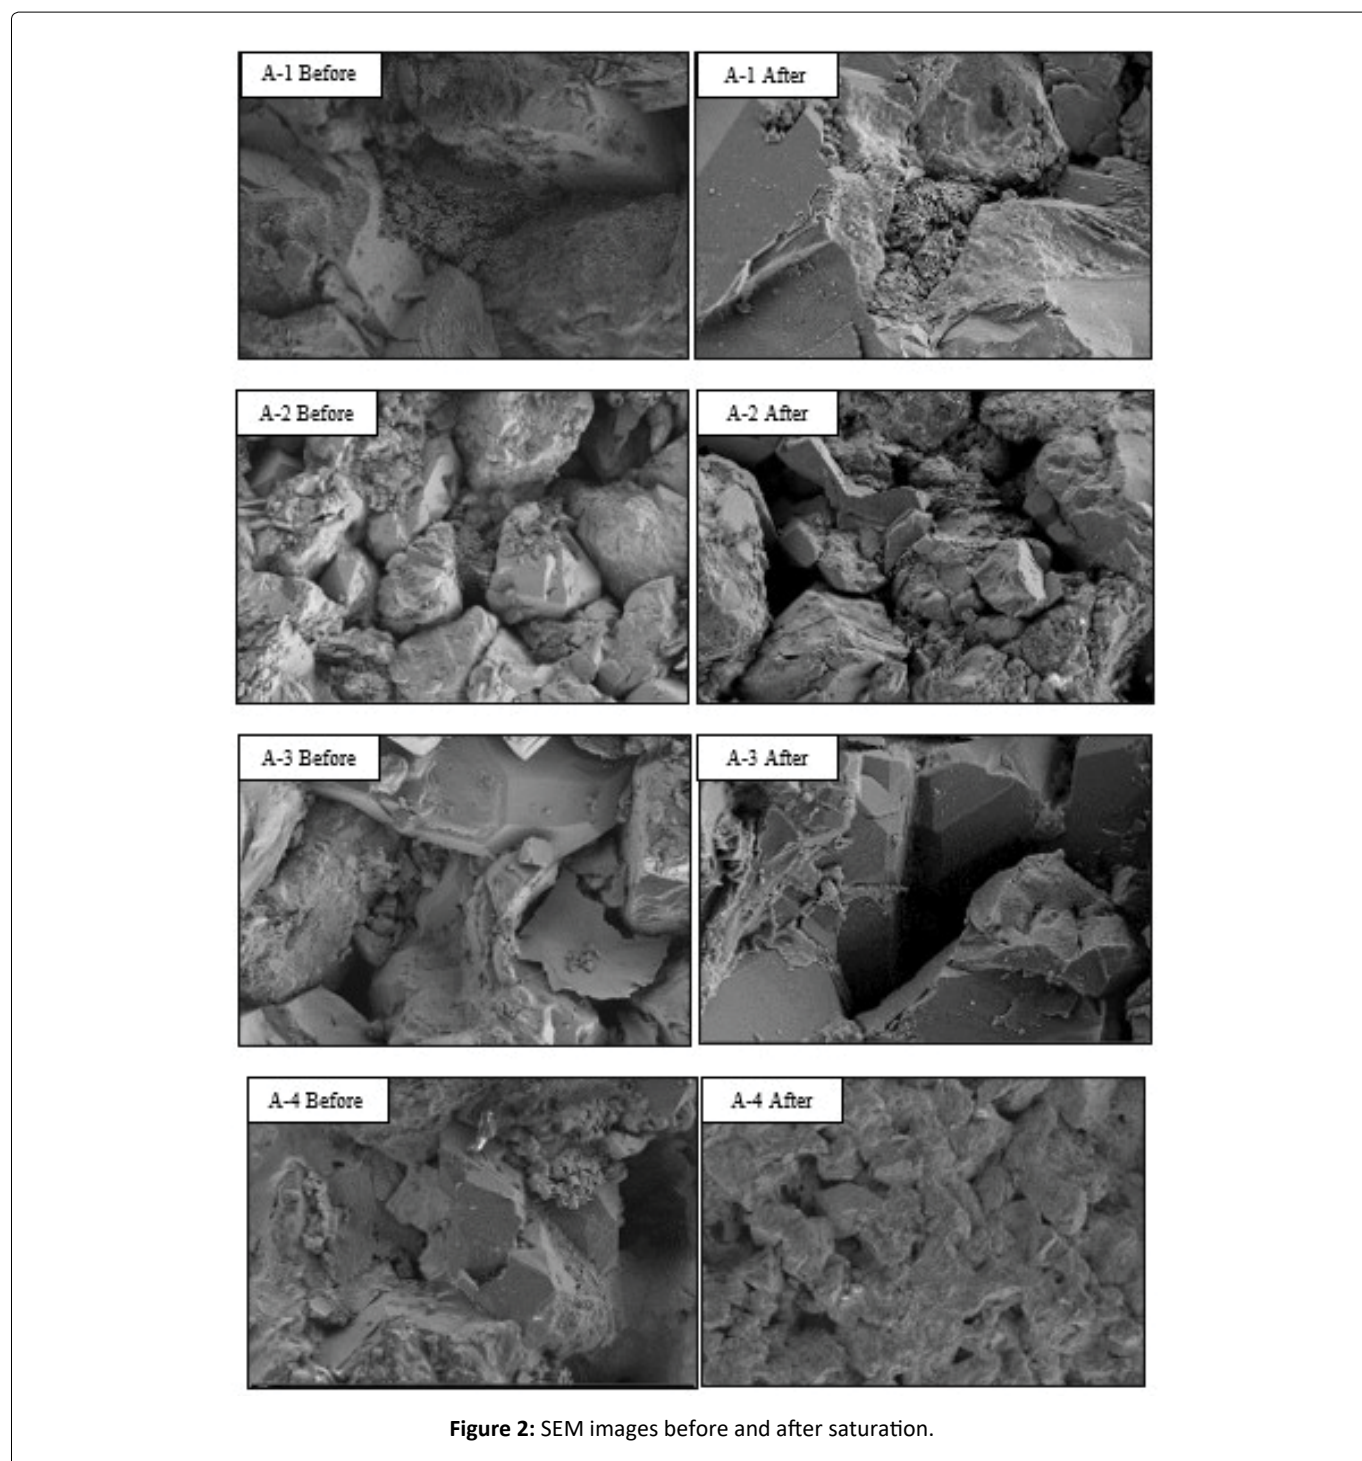 A-1 Before
A-1 After
A-2 Before
A-2 After
A-3 Before
A-3 After
A-4 Before
A-4 After
Figure 2: SEM images before and after saturation.